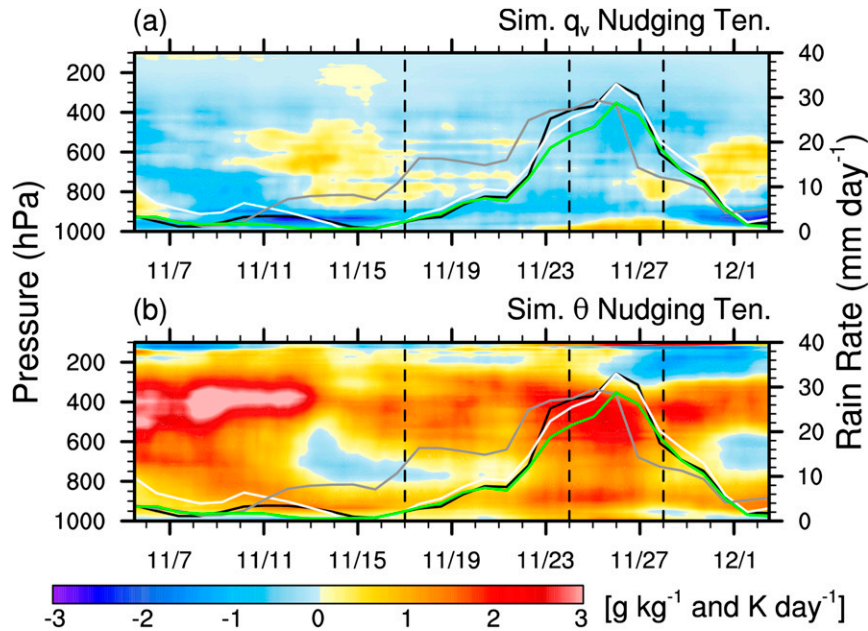 (a) Sim. qv Nudging Ten.
200
400
600
800
1000
40
30
20
10
0
11/7 11/11 11/15 11/19 11/23 11/27 12/1
Pressure (hPa)
Rain Rate (mm day-1)
(b) Sim. θ Nudging Ten.
200
400
600
800
1000
40
30
20
10
0
11/7 11/11 11/15 11/19 11/23 11/27 12/1
-3 -2 -1 0 1 2 3 [g kg-1 and K day-1]